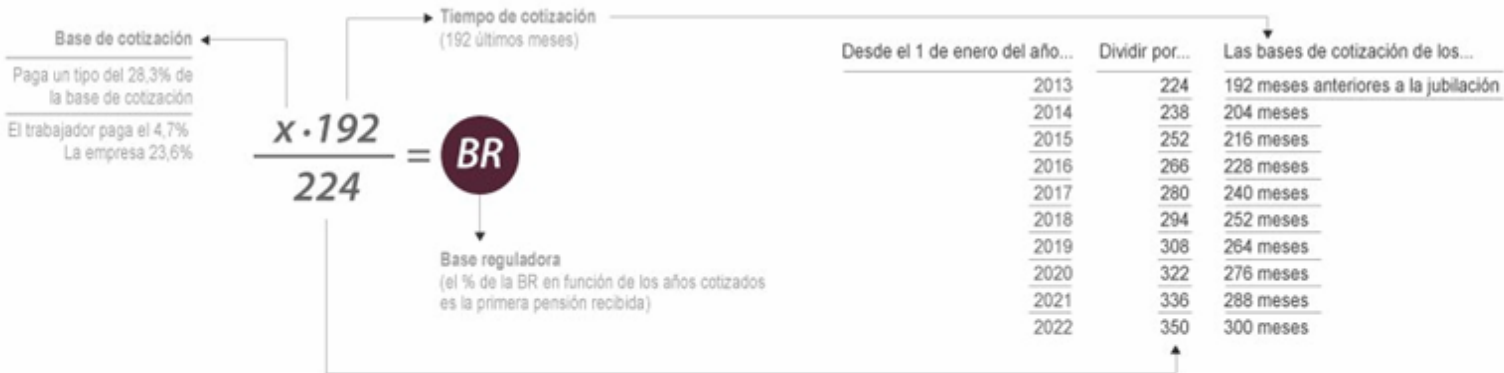 Base de cotización
Paga un tipo del 28,3% de
la base de cotización
El trabajador paga el 4,7%
La empresa 23,6%
Tiempo de cotización
(192 últimos meses)
x · 192
224
= BR
Base reguladora
(el % de la BR en función de los años cotizados
es la primera pensión recibida)
Desde el 1 de enero del año... Dividir por... Las bases de cotización de los...
2013 224 192 meses anteriores a la jubilación
2014 238 204 meses
2015 252 216 meses
2016 266 228 meses
2017 280 240 meses
2018 294 252 meses
2019 308 264 meses
2020 322 276 meses
2021 336 288 meses
2022 350 300 meses